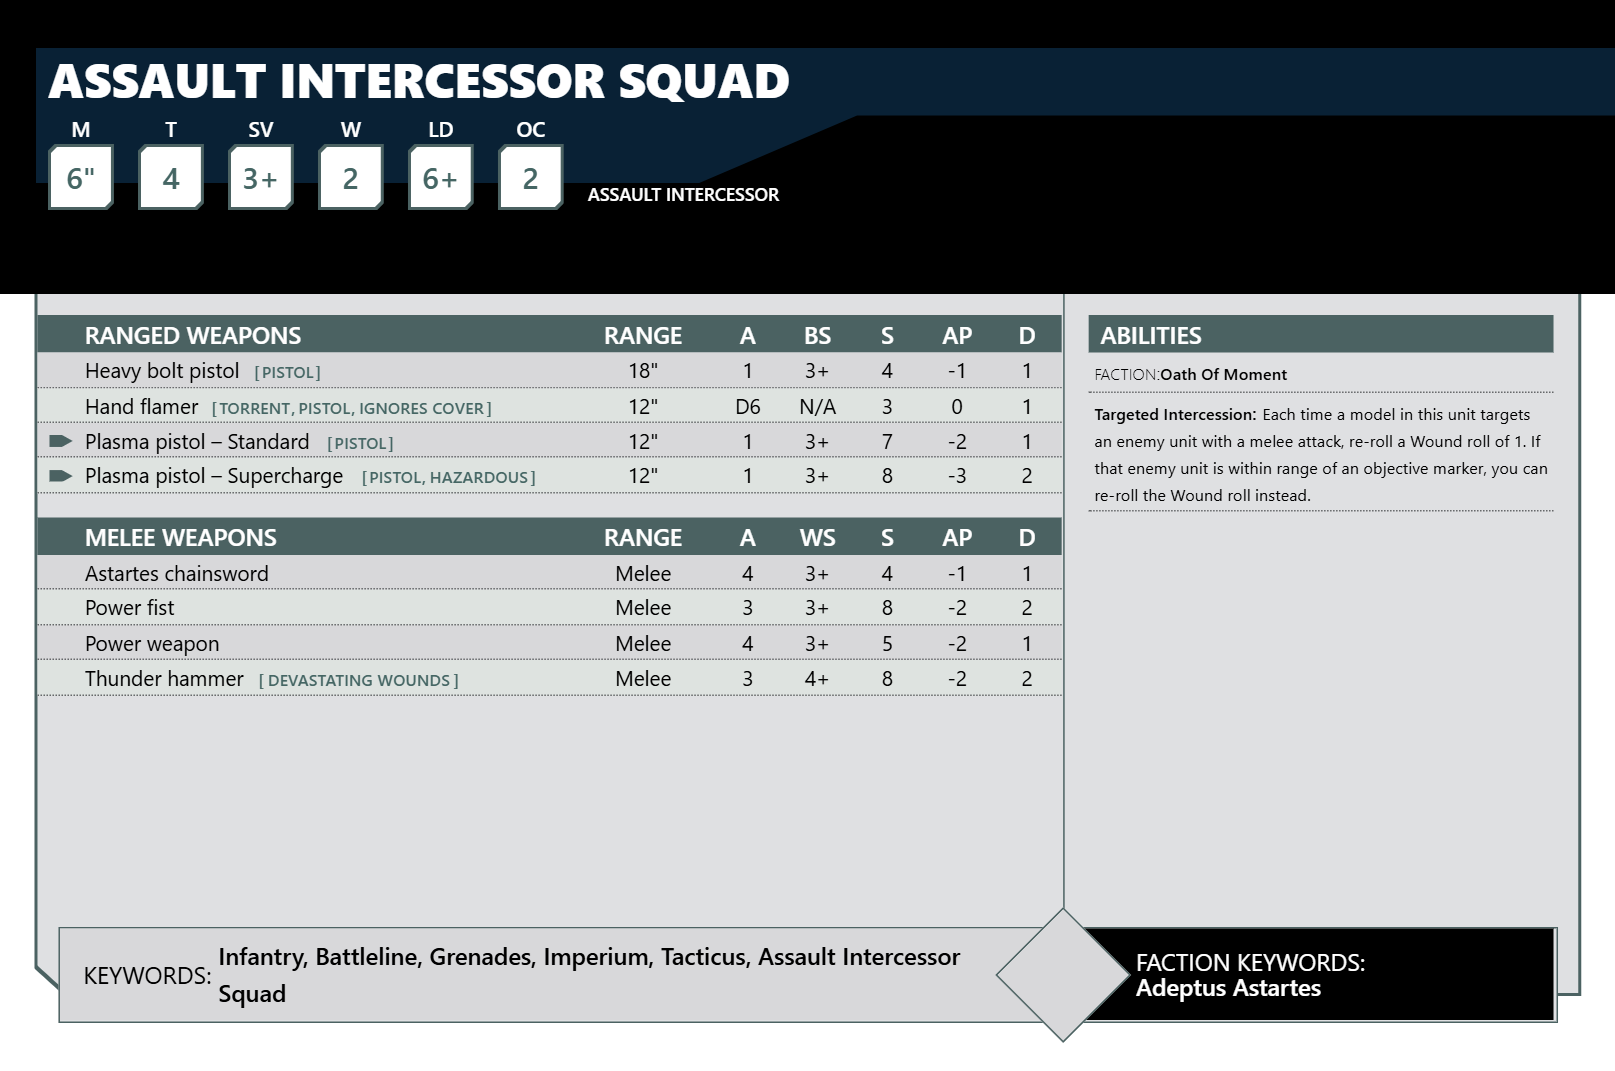 ASSAULT INTERCESSOR SQUAD
M T SV W LD OC
6" 4 3+ 2 6+ 2
ASSAULT INTERCESSOR
RANGED WEAPONS RANGE A BS S AP D
Heavy bolt pistol [PISTOL] 18" 1 3+ 4 -1 1
Hand flamer [TORRENT, PISTOL, IGNORES COVER] 12" D6 N/A 3 0 1
Plasma pistol – Standard [PISTOL] 12" 1 3+ 7 -2 1
Plasma pistol – Supercharge [PISTOL, HAZARDOUS] 12" 1 3+ 8 -3 2
MELEE WEAPONS RANGE A WS S AP D
Astartes chainsword Melee 4 3+ 4 -1 1
Power fist Melee 3 3+ 8 -2 2
Power weapon Melee 4 3+ 5 -2 1
Thunder hammer [ DEVASTATING WOUNDS ] Melee 3 4+ 8 -2 2
ABILITIES
FACTION:Oath Of Moment
Targeted Intercession: Each time a model in this unit targets
an enemy unit with a melee attack, re-roll a Wound roll of 1. If
that enemy unit is within range of an objective marker, you can
re-roll the Wound roll instead.
KEYWORDS: Infantry, Battleline, Grenades, Imperium, Tacticus, Assault Intercessor
Squad
FACTION KEYWORDS:
Adeptus Astartes